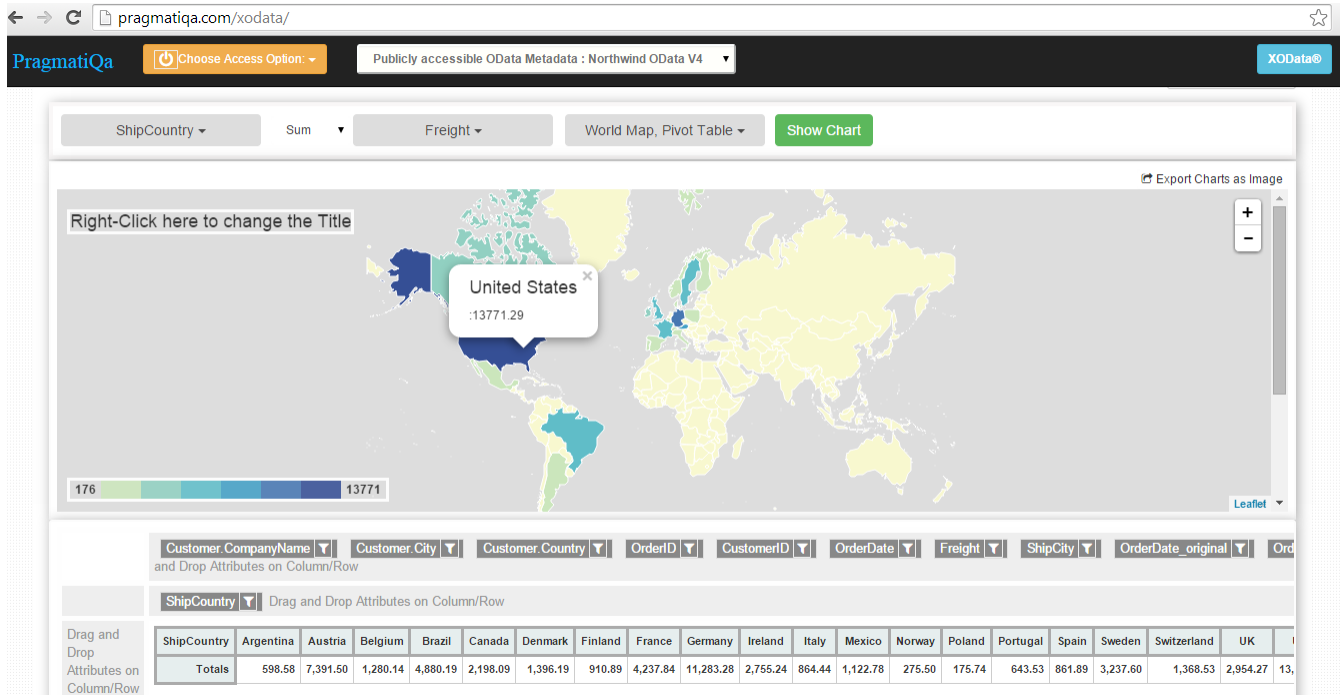 pragmatiqa.com/xodata/
PragmatiQa Choose Access Option: Publicly accessible OData Metadata : Northwind OData V4 XOData®
ShipCountry Sum Freight World Map, Pivot Table Show Chart
Export Charts as Image
Right-Click here to change the Title
+
−
United States ×
:13771.29
176 13771
Leaflet
Customer.CompanyName Customer.City Customer.Country OrderID CustomerID OrderDate Freight ShipCity OrderDate_original Ord
and Drop Attributes on Column/Row
ShipCountry Drag and Drop Attributes on Column/Row
Drag and
Drop
Attributes on
Column/Row
ShipCountry Argentina Austria Belgium Brazil Canada Denmark Finland France Germany Ireland Italy Mexico Norway Poland Portugal Spain Sweden Switzerland UK
Totals 598.58 7,391.50 1,280.14 4,880.19 2,198.09 1,396.19 910.89 4,237.84 11,283.28 2,755.24 864.44 1,122.78 275.50 175.74 643.53 861.89 3,237.60 1,368.53 2,954.27 13,